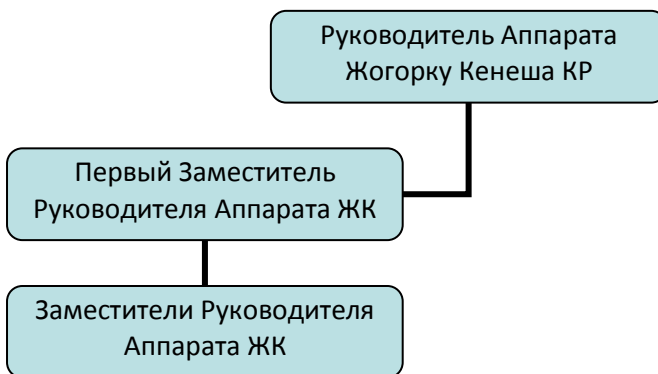 Руководитель Аппарата
Жогорку Кенеша КР
Первый Заместитель
Руководителя Аппарата ЖК
Заместители Руководителя
Аппарата ЖК